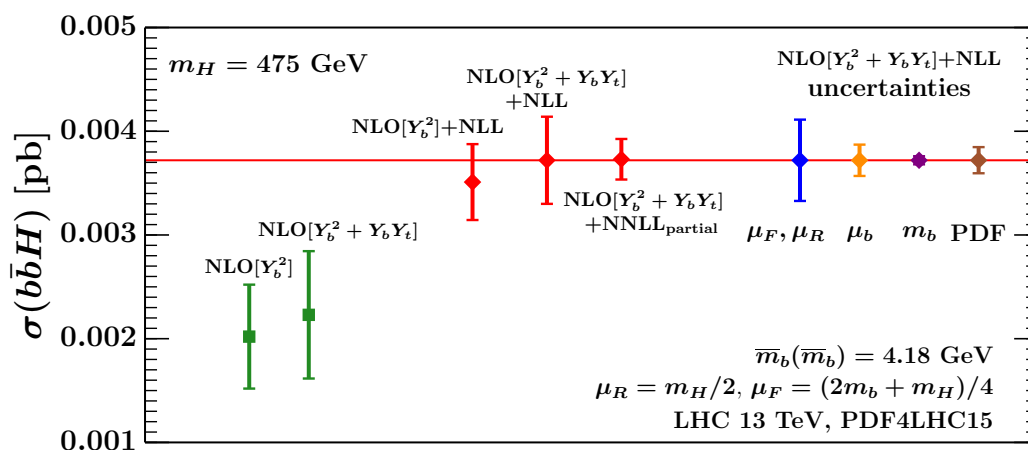 0.005
0.004
0.003
0.002
0.001
σ(bb̄H) [pb]
m_H = 475 GeV
NLO[Y_b^2]
NLO[Y_b^2 + Y_bY_t]
NLO[Y_b^2]+NLL
NLO[Y_b^2 + Y_bY_t]
+NLL
NLO[Y_b^2 + Y_bY_t]
+NNLL_partial
NLO[Y_b^2 + Y_bY_t]+NLL
uncertainties
μ_F, μ_R μ_b m_b PDF
m̅_b(m̅_b) = 4.18 GeV
μ_R = m_H/2, μ_F = (2m_b + m_H)/4
LHC 13 TeV, PDF4LHC15